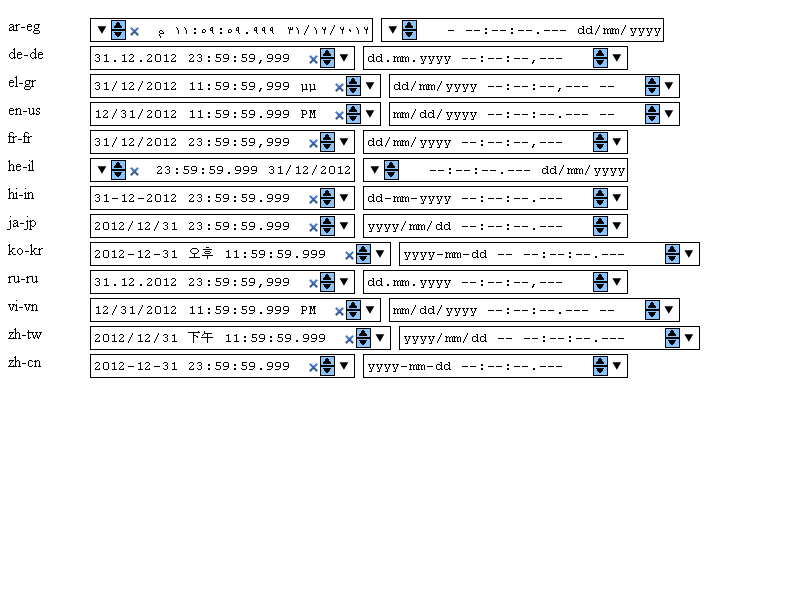 ar-eg ٣١/١٢/٢٠١٢ ١١:٥٩:٥٩.٩٩٩ م dd/mm/yyyy --:--:--.--- -
de-de 31.12.2012 23:59:59,999 dd.mm.yyyy --:--:--,---
el-gr 31/12/2012 11:59:59,999 μμ dd/mm/yyyy --:--:--,--- --
en-us 12/31/2012 11:59:59.999 PM mm/dd/yyyy --:--:--.--- --
fr-fr 31/12/2012 23:59:59,999 dd/mm/yyyy --:--:--,---
he-il 31/12/2012 23:59:59.999 dd/mm/yyyy --:--:--.---
hi-in 31-12-2012 23:59:59.999 dd-mm-yyyy --:--:--.---
ja-jp 2012/12/31 23:59:59.999 yyyy/mm/dd --:--:--.---
ko-kr 2012-12-31 오후 11:59:59.999 yyyy-mm-dd -- --:--:--.---
ru-ru 31.12.2012 23:59:59,999 dd.mm.yyyy --:--:--,---
vi-vn 12/31/2012 11:59:59.999 PM mm/dd/yyyy --:--:--.--- --
zh-tw 2012/12/31 下午 11:59:59.999 yyyy/mm/dd -- --:--:--.---
zh-cn 2012-12-31 23:59:59.999 yyyy-mm-dd --:--:--.---